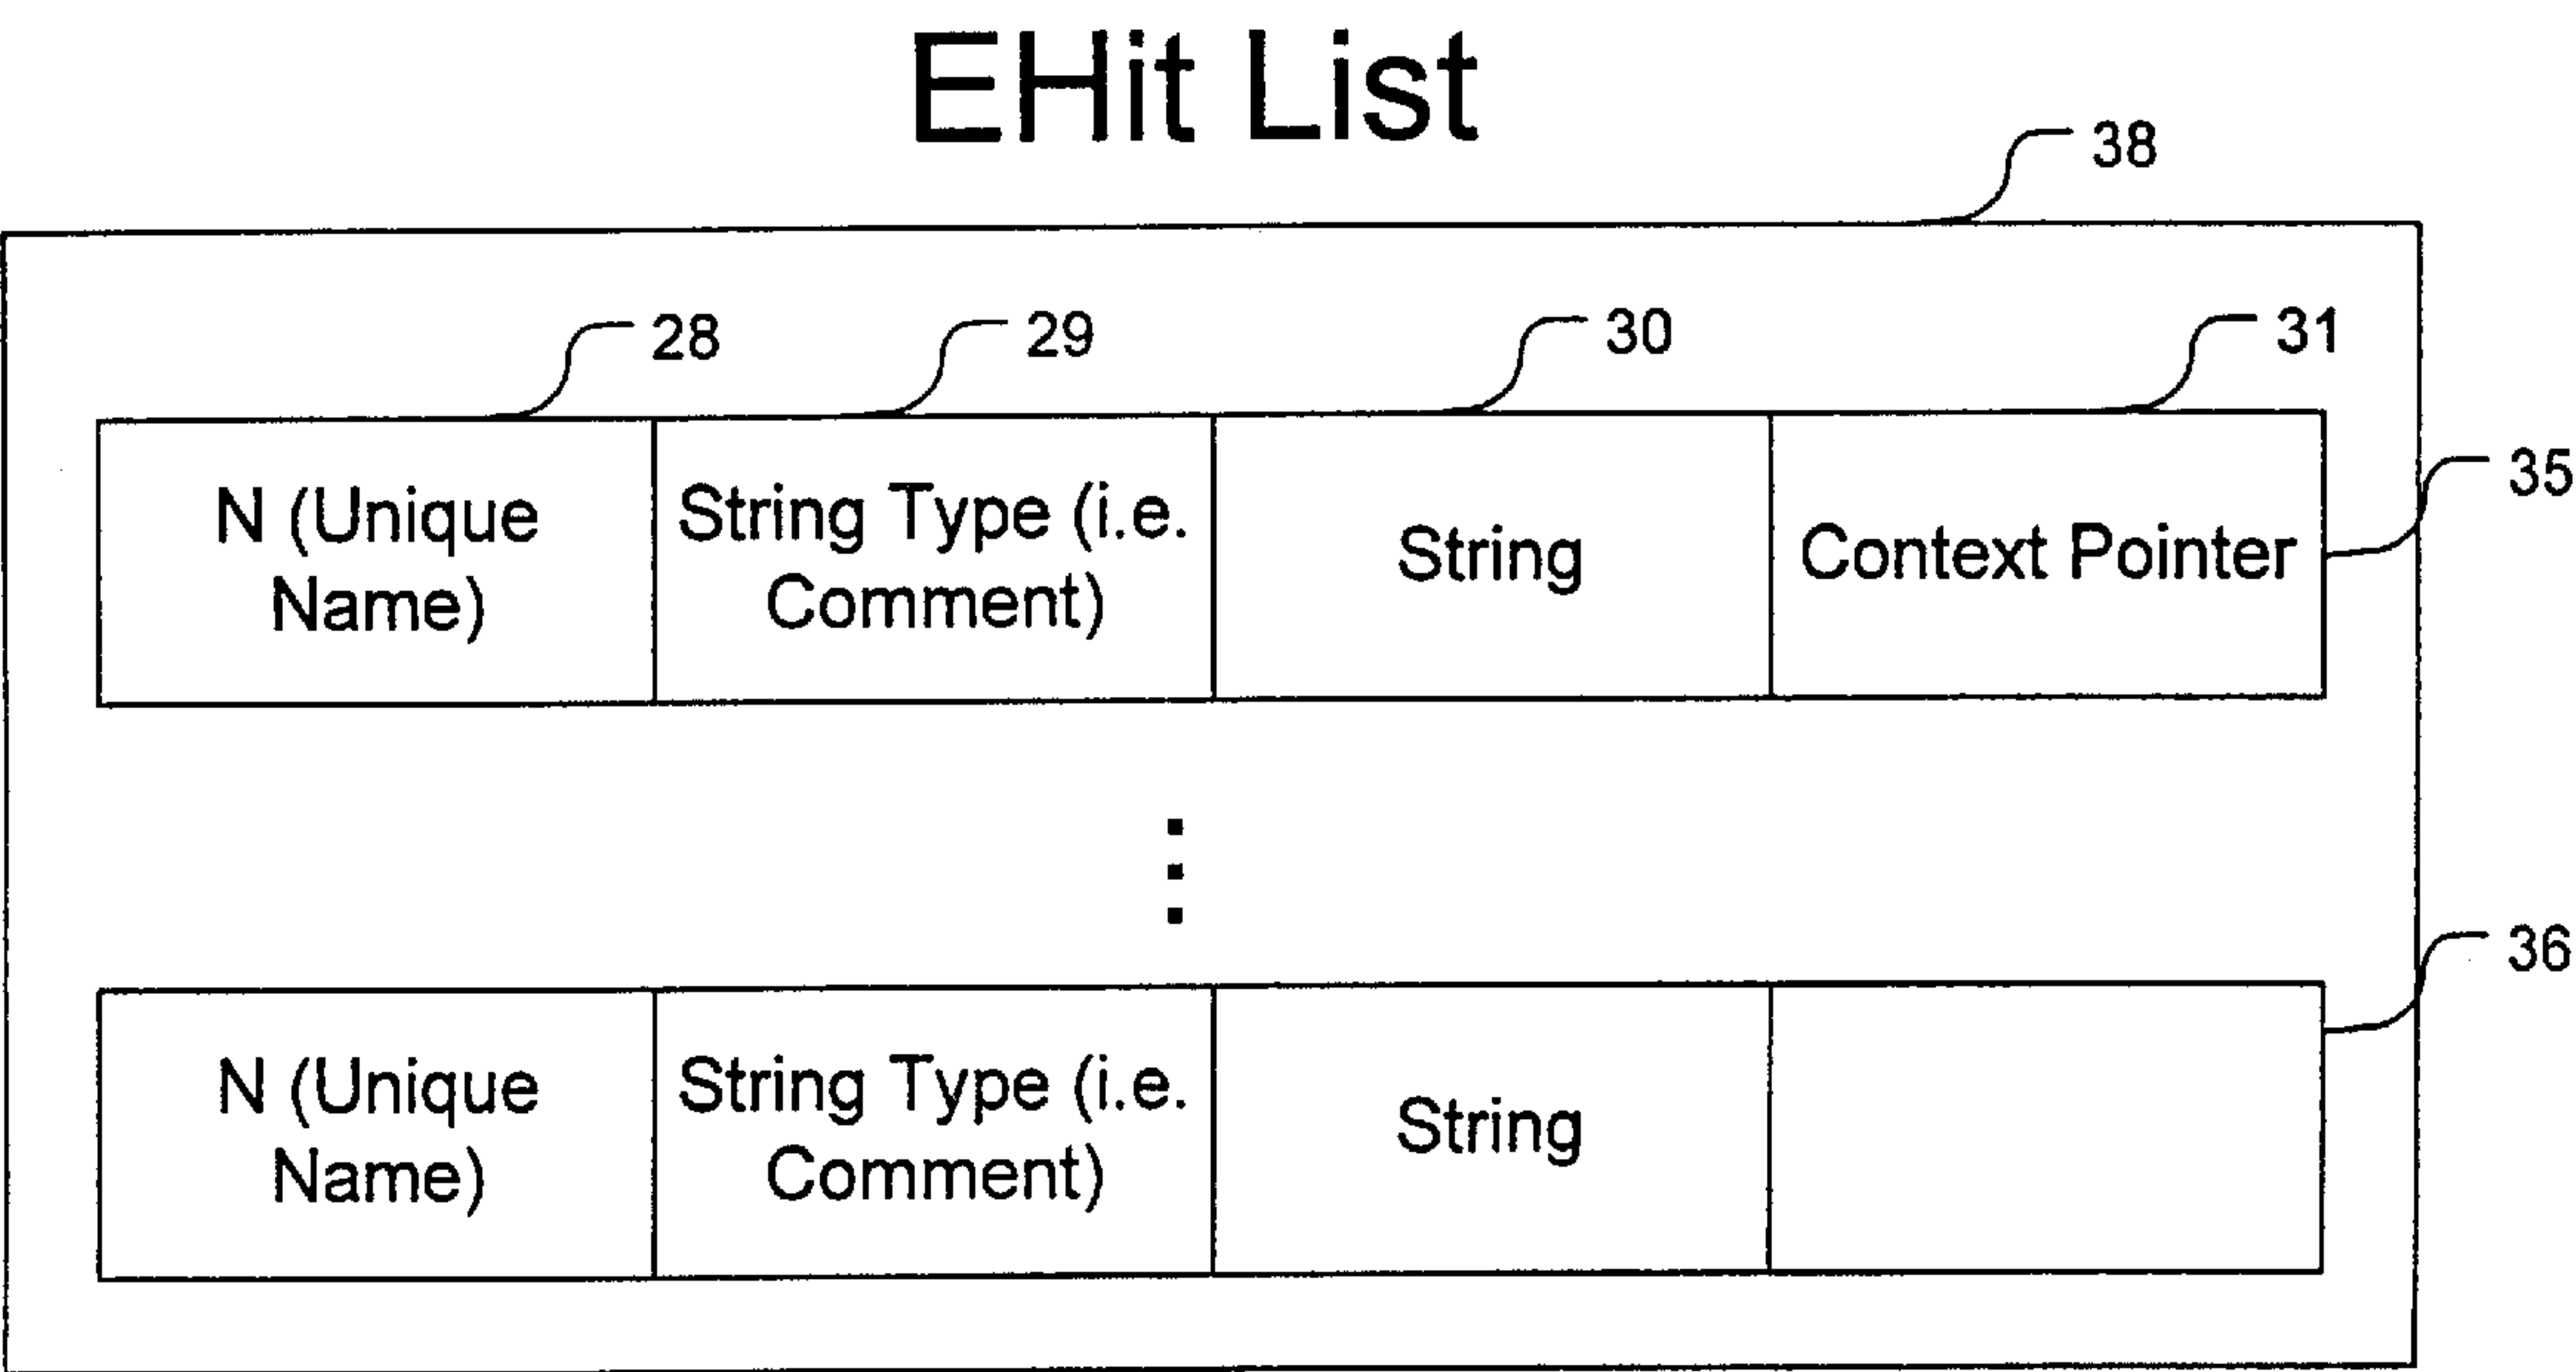 EHit List
38
28
29
30
31
N (Unique
Name)
String Type (i.e.
Comment)
String
Context Pointer
35
36
N (Unique
Name)
String Type (i.e.
Comment)
String